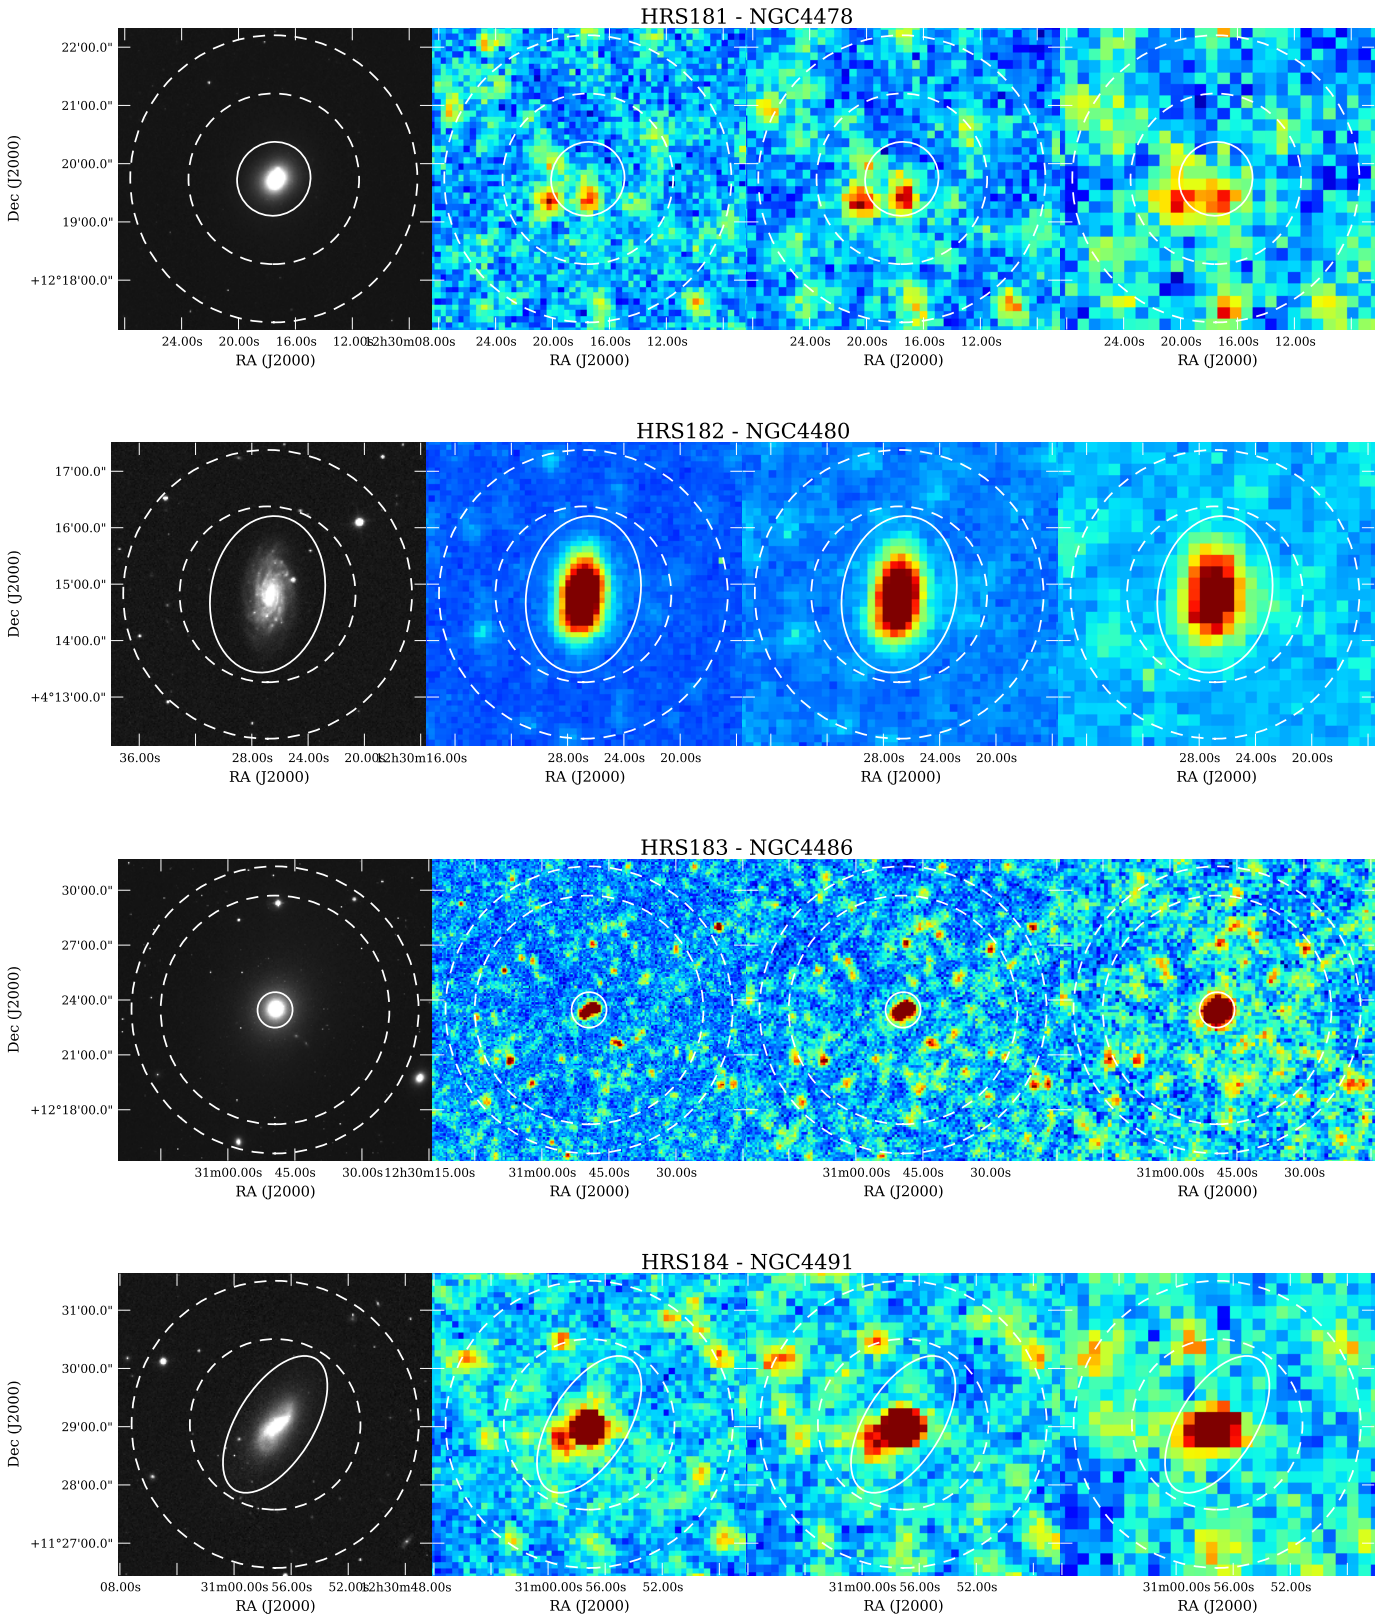 HRS181 - NGC4478
22'00.0"
21'00.0"
20'00.0"
19'00.0"
+12°18'00.0"
Dec (J2000)
24.00s 20.00s 16.00s 12.00s 12h30m08.00s 24.00s 20.00s 16.00s 12.00s 24.00s 20.00s 16.00s 12.00s 24.00s 20.00s 16.00s 12.00s
RA (J2000) RA (J2000) RA (J2000) RA (J2000)
HRS182 - NGC4480
17'00.0"
16'00.0"
15'00.0"
14'00.0"
+4°13'00.0"
Dec (J2000)
36.00s 28.00s 24.00s 20.00s 12h30m16.00s 28.00s 24.00s 20.00s 28.00s 24.00s 20.00s 28.00s 24.00s 20.00s
RA (J2000) RA (J2000) RA (J2000) RA (J2000)
HRS183 - NGC4486
30'00.0"
27'00.0"
24'00.0"
21'00.0"
+12°18'00.0"
Dec (J2000)
31m00.00s 45.00s 30.00s 12h30m15.00s 31m00.00s 45.00s 30.00s 31m00.00s 45.00s 30.00s 31m00.00s 45.00s 30.00s
RA (J2000) RA (J2000) RA (J2000) RA (J2000)
HRS184 - NGC4491
31'00.0"
30'00.0"
29'00.0"
28'00.0"
+11°27'00.0"
Dec (J2000)
08.00s 31m00.00s 56.00s 52.00s 12h30m48.00s 31m00.00s 56.00s 52.00s 31m00.00s 56.00s 52.00s 31m00.00s 56.00s 52.00s
RA (J2000) RA (J2000) RA (J2000) RA (J2000)